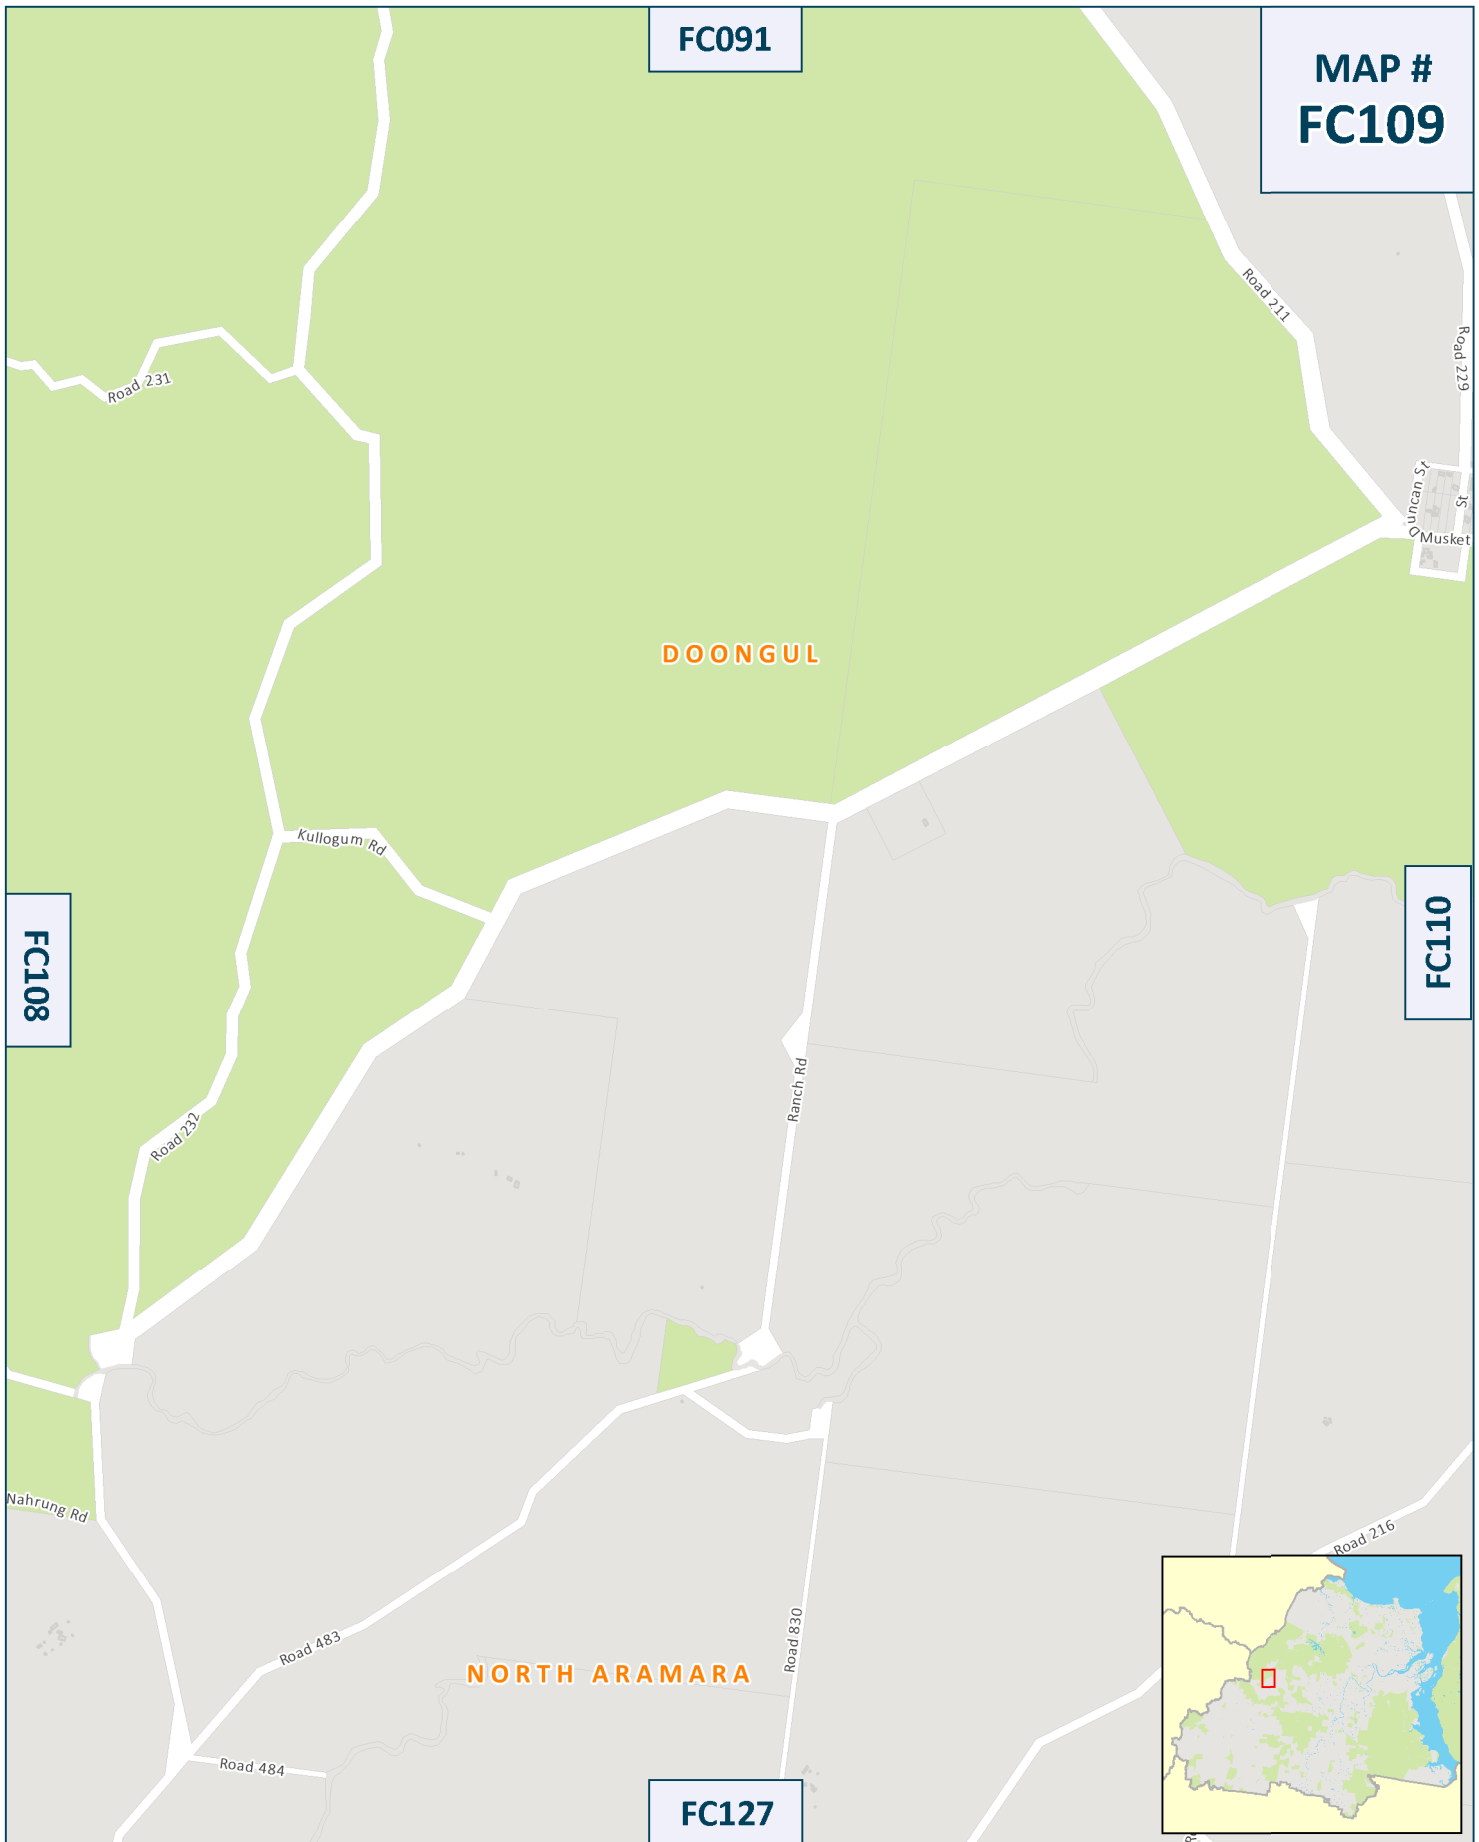 FC091
MAP #
FC109
Road 211
Road 229
Road 231
Duncan St
St
Musket
DOONGUL
Kullogum Rd
FC108
FC110
Ranch Rd
Road 232
Nahrung Rd
Road 216
Road 483
Road 830
NORTH ARAMARA
Road 484
FC127